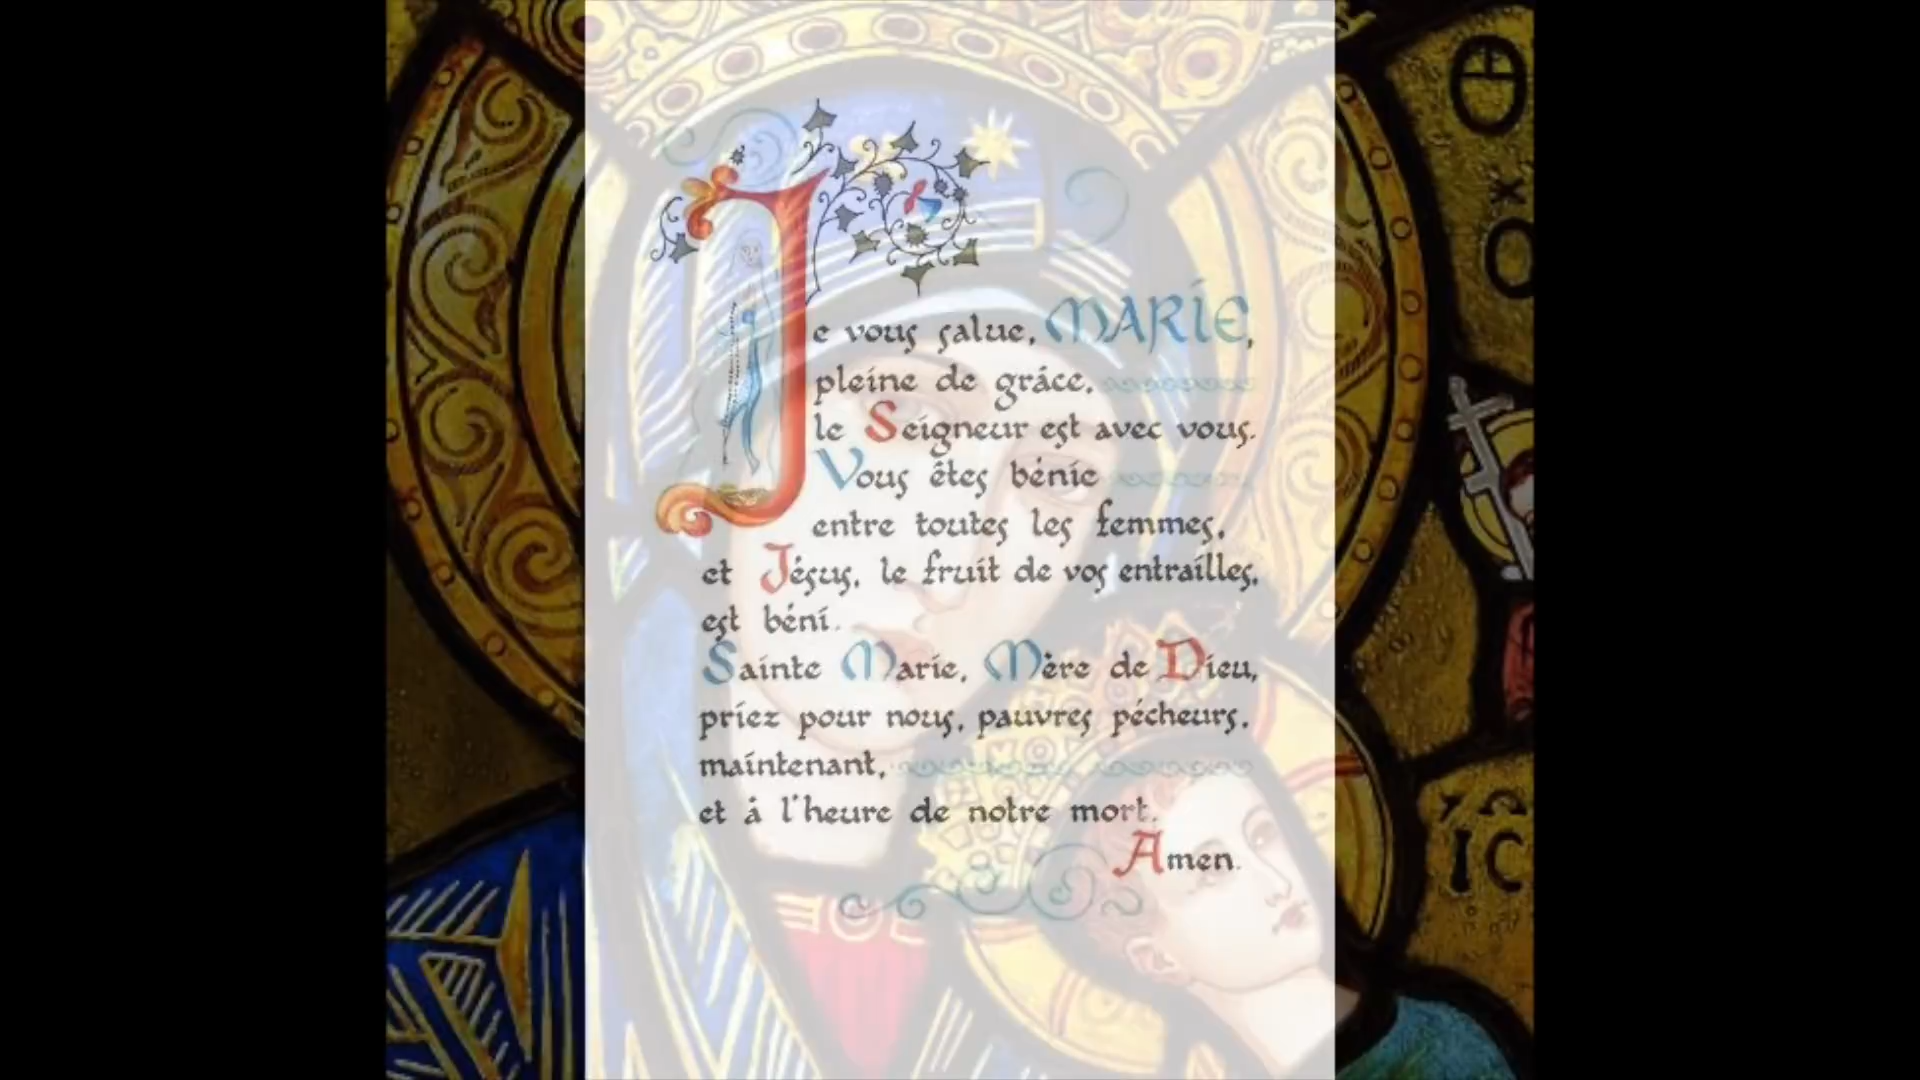 Je vous salue, MARIE,
pleine de grâce,
le Seigneur est avec vous.
Vous êtes bénie
entre toutes les femmes,
et Jésus, le fruit de vos entrailles,
est béni.
Sainte Marie, Mère de Dieu,
priez pour nous, pauvres pécheurs,
maintenant,
et à l'heure de notre mort.
Amen.
IC